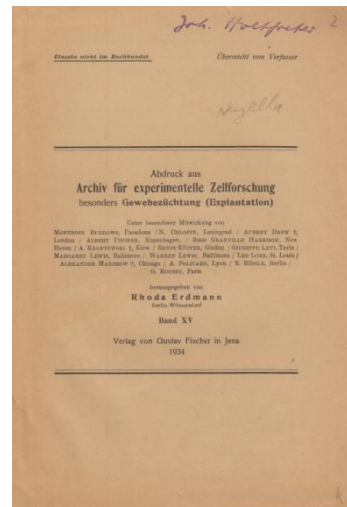 Joh. Holtfreter 2
Einzeln nicht im Buchhandel
Überreicht vom Verfasser
Abdruck aus
Archiv für experimentelle Zellforschung
besonders Gewebezüchtung (Explantation)
Unter besonderer Mitwirkung von
MONTROSE BURROWS, Pasadena / N. CHLOPIN, Leningrad / AUBREY DREW †,
London / ALBERT FISCHER, Kopenhagen, / ROSS GRANVILLE HARRISON, New
Haven / A. KRONTOWSKI †, Kiew / ERNST KÜSTER, Gießen / GIUSEPPE LEVI, Turin /
MARGARET LEWIS, Baltimore / WARREN LEWIS, Baltimore / LEO LOEB, St. Louis /
ALEXANDER MAXIMOW †, Chicago / A. POLICARD, Lyon / R. RÖSSLE, Berlin /
G. ROUSSY, Paris
herausgegeben von
Rhoda Erdmann
Berlin-Wilmersdorf
Band XV
Verlag von Gustav Fischer in Jena
1934